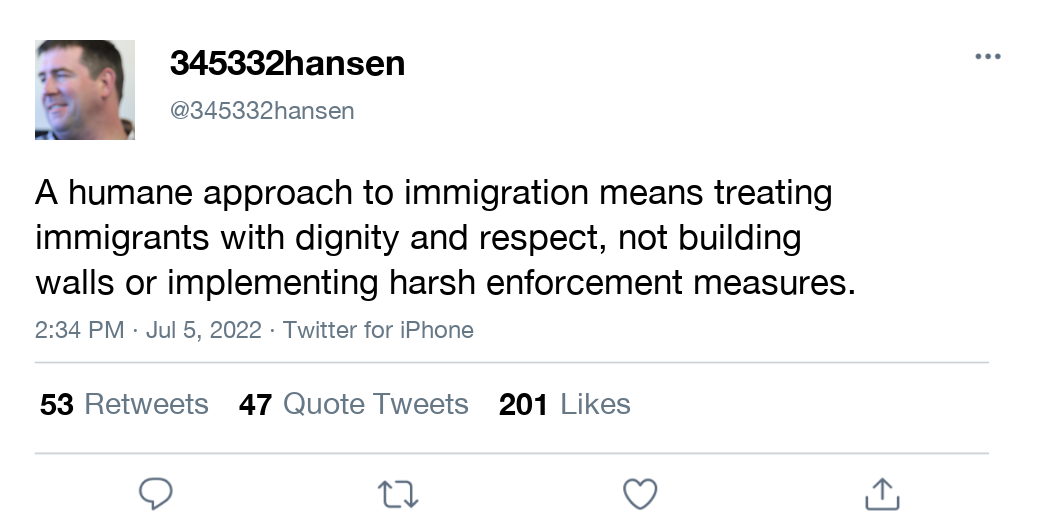 345332hansen
@345332hansen
A humane approach to immigration means treating
immigrants with dignity and respect, not building
walls or implementing harsh enforcement measures.
2:34 PM · Jul 5, 2022 · Twitter for iPhone
53 Retweets 47 Quote Tweets 201 Likes